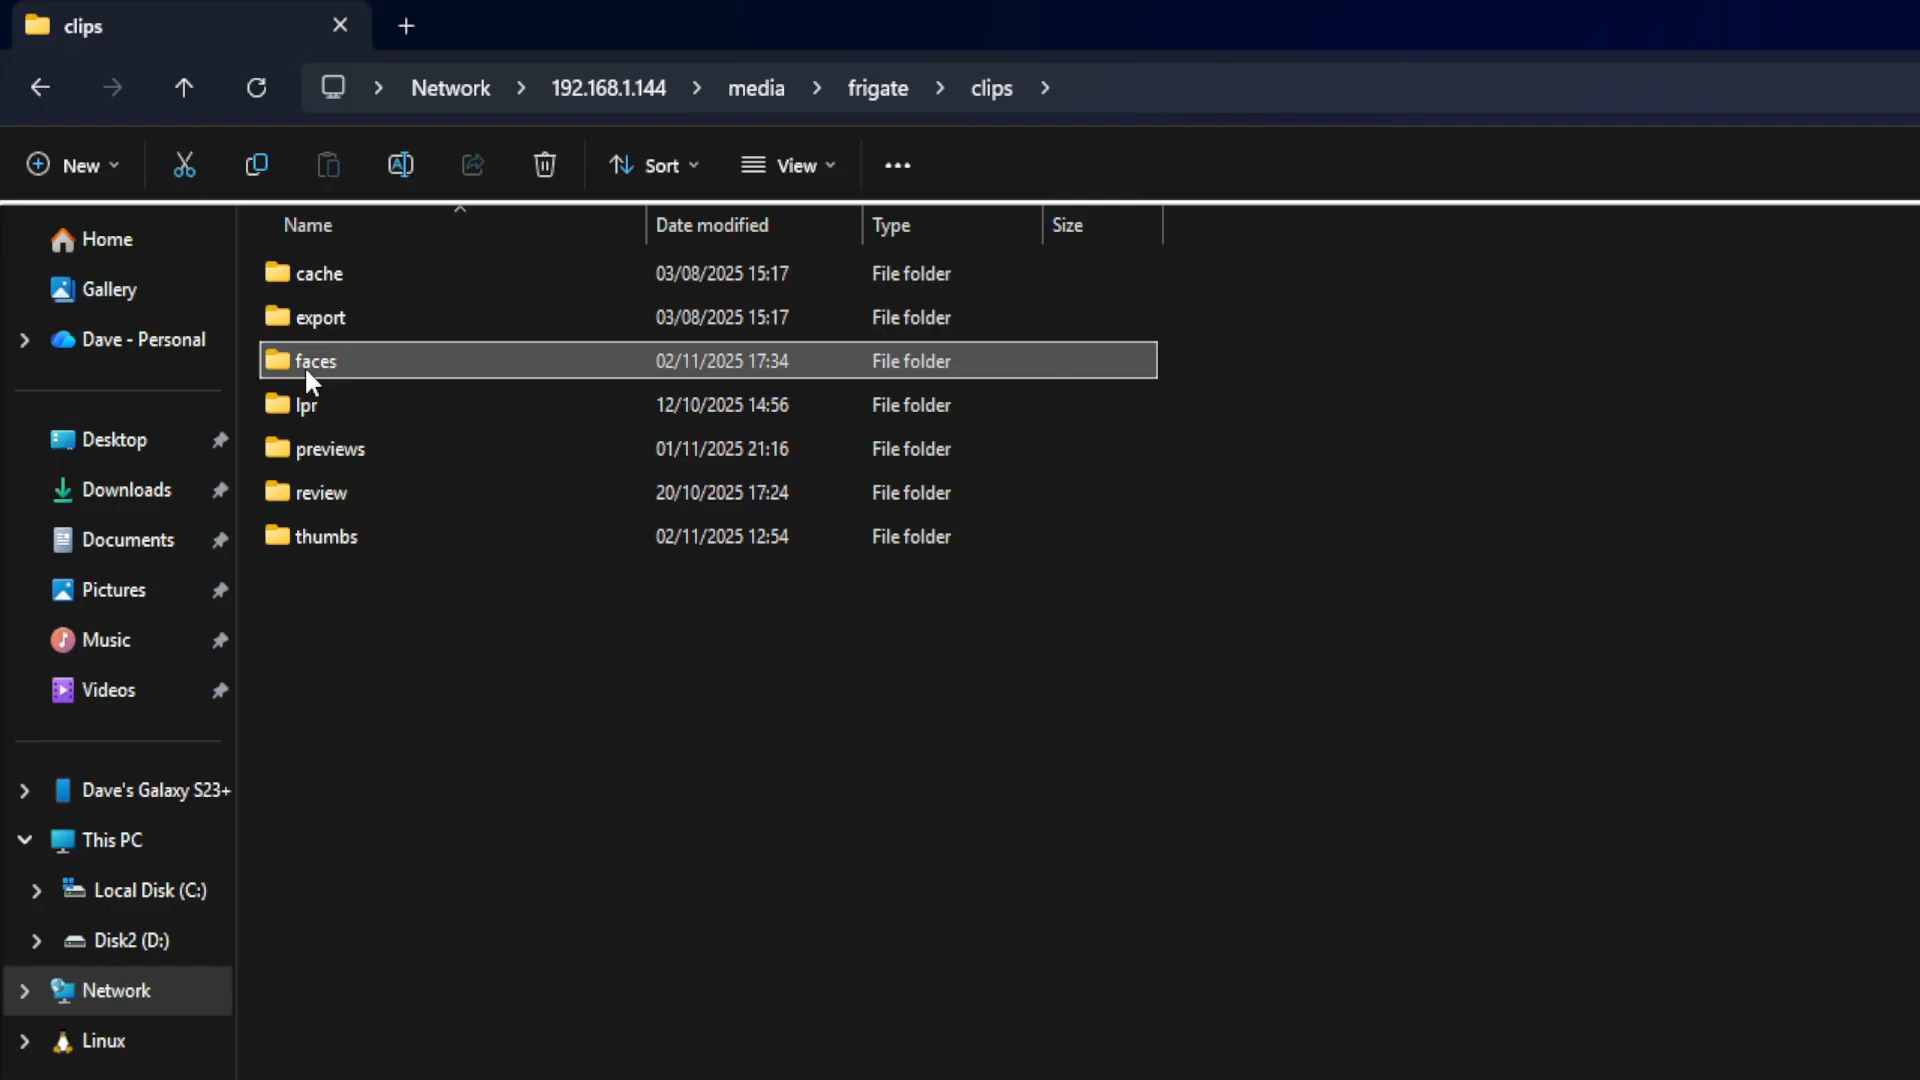 clips
Network > 192.168.1.144 > media > frigate > clips >
New Sort View
Name Date modified Type Size
cache 03/08/2025 15:17 File folder
export 03/08/2025 15:17 File folder
faces 02/11/2025 17:34 File folder
lpr 12/10/2025 14:56 File folder
previews 01/11/2025 21:16 File folder
review 20/10/2025 17:24 File folder
thumbs 02/11/2025 12:54 File folder
Home
Gallery
Dave - Personal
Desktop
Downloads
Documents
Pictures
Music
Videos
Dave's Galaxy S23+
This PC
Local Disk (C:)
Disk2 (D:)
Network
Linux